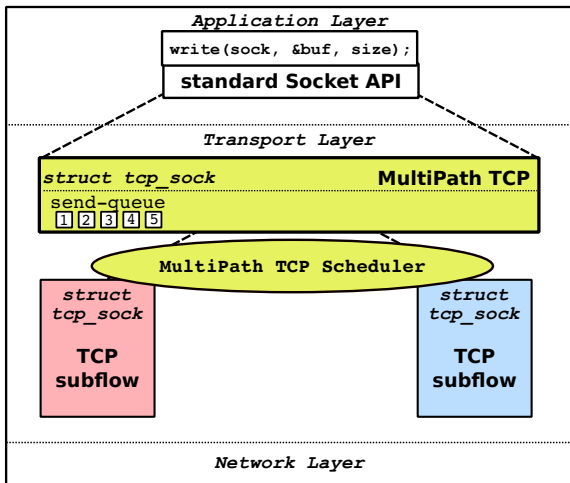 Application Layer
write(sock, &buf, size);
standard Socket API
Transport Layer
struct tcp_sock MultiPath TCP
send-queue
1 2 3 4 5
MultiPath TCP Scheduler
struct
tcp_sock
TCP
subflow
struct
tcp_sock
TCP
subflow
Network Layer